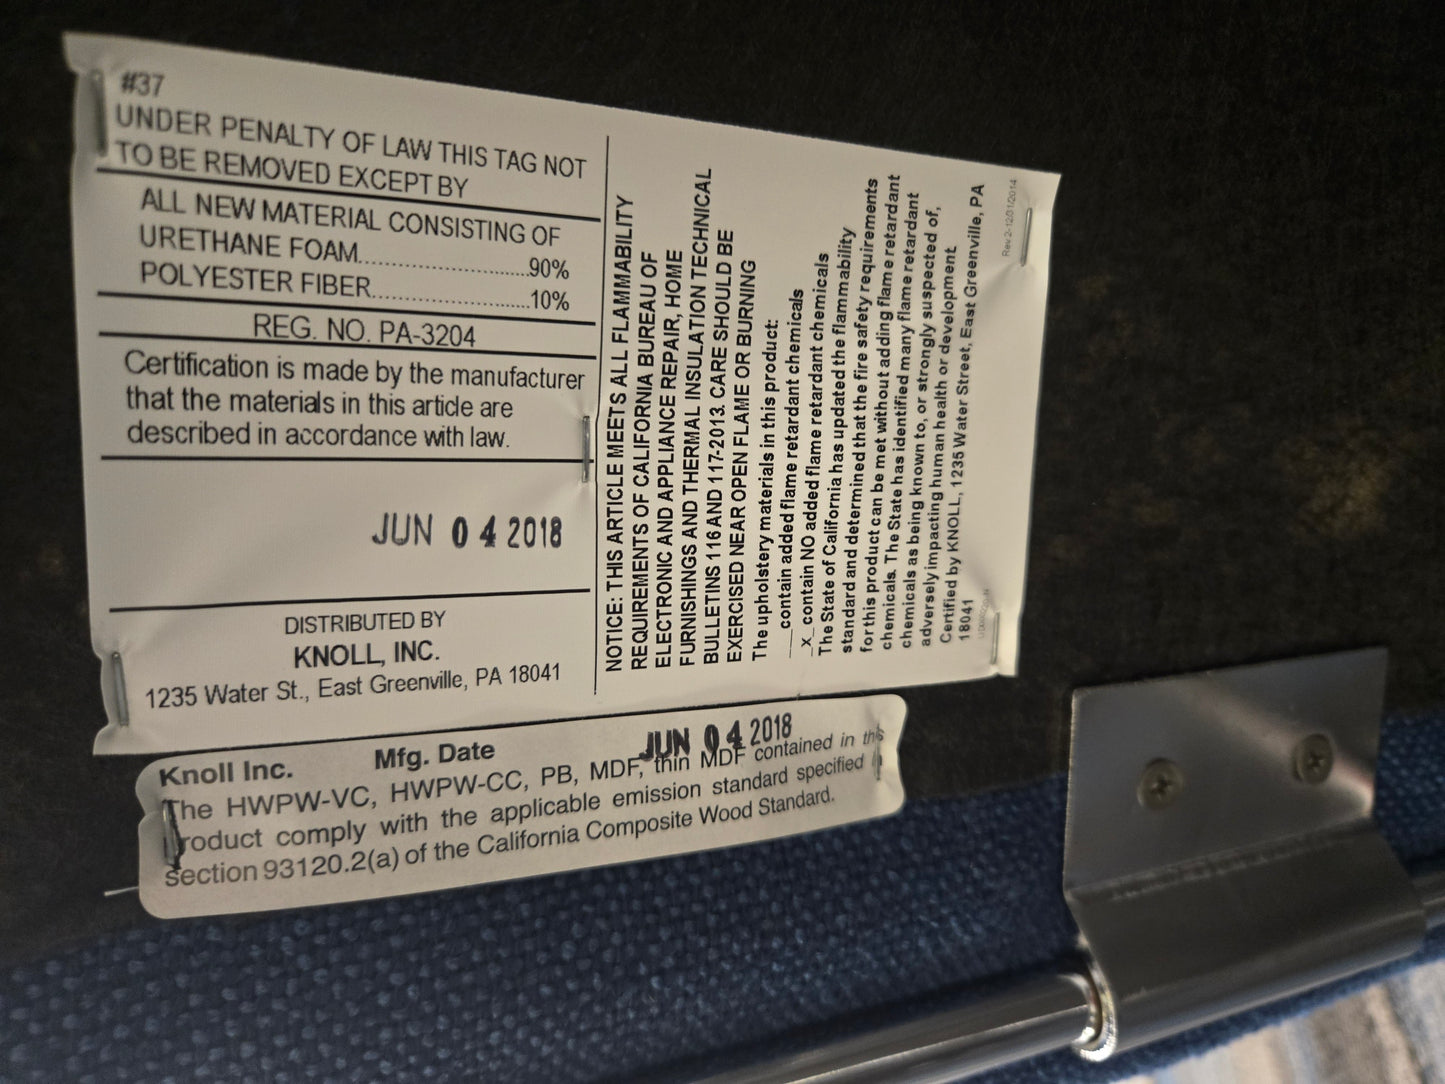 #37
UNDER PENALTY OF LAW THIS TAG NOT
TO BE REMOVED EXCEPT BY
ALL NEW MATERIAL CONSISTING OF
URETHANE FOAM..............................90%
POLYESTER FIBER............................10%
REG. NO. PA-3204
Certification is made by the manufacturer
that the materials in this article are
described in accordance with law.
JUN 04 2018
DISTRIBUTED BY
KNOLL, INC.
1235 Water St., East Greenville, PA 18041
NOTICE: THIS ARTICLE MEETS ALL FLAMMABILITY
REQUIREMENTS OF CALIFORNIA BUREAU OF
ELECTRONIC AND APPLIANCE REPAIR, HOME
FURNISHINGS AND THERMAL INSULATION TECHNICAL
BULLETINS 116 AND 117-2013. CARE SHOULD BE
EXERCISED NEAR OPEN FLAME OR BURNING
The upholstery materials in this product:
___contain added flame retardant chemicals
_x_contain NO added flame retardant chemicals
The State of California has updated the flammability
standard and determined that the fire safety requirements
for this product can be met without adding flame retardant
chemicals. The State has identified many flame retardant
chemicals as being known to, or strongly suspected of,
adversely impacting human health or development.
Certified by KNOLL, 1235 Water Street, East Greenville, PA
18041
Rev 2-12/31/2014
Knoll Inc. Mfg. Date JUN 04 2018
The HWPW-VC, HWPW-CC, PB, MDF, thin MDF contained in this
product comply with the applicable emission standard specified
section 93120.2(a) of the California Composite Wood Standard.